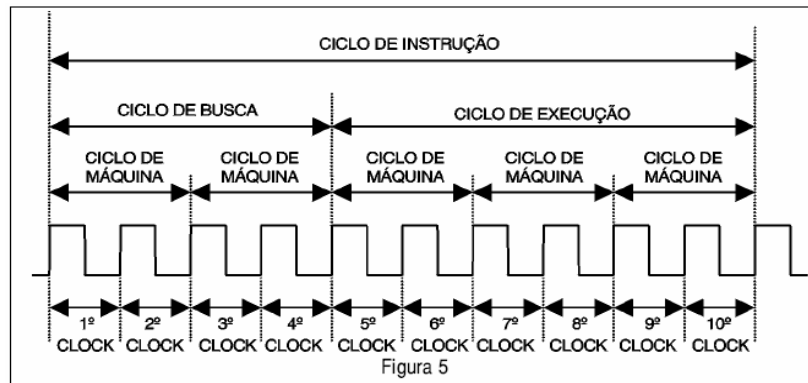 CICLO DE INSTRUÇÃO
CICLO DE BUSCA
CICLO DE EXECUÇÃO
CICLO DE MÁQUINA
CICLO DE MÁQUINA
CICLO DE MÁQUINA
CICLO DE MÁQUINA
CICLO DE MÁQUINA
1º CLOCK
2º CLOCK
3º CLOCK
4º CLOCK
5º CLOCK
6º CLOCK
7º CLOCK
8º CLOCK
9º CLOCK
10º CLOCK
Figura 5